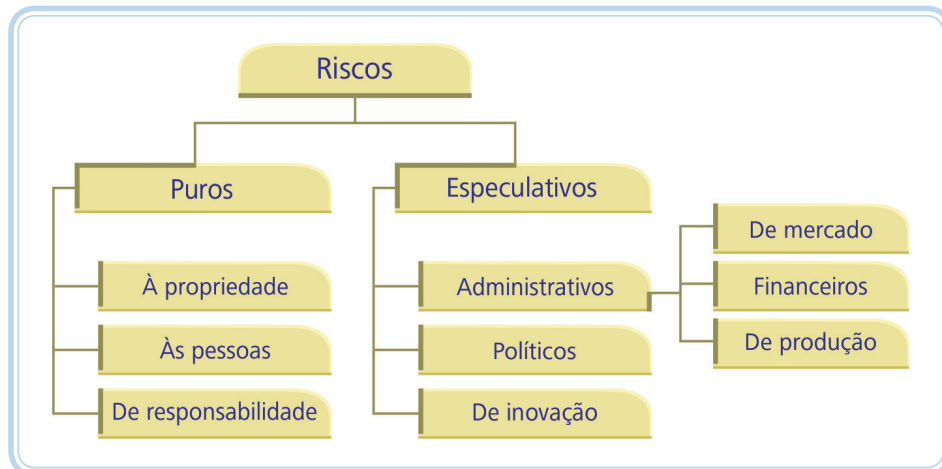 Riscos
Puros
À propriedade
Às pessoas
De responsabilidade
Especulativos
Administrativos
Políticos
De inovação
De mercado
Financeiros
De produção